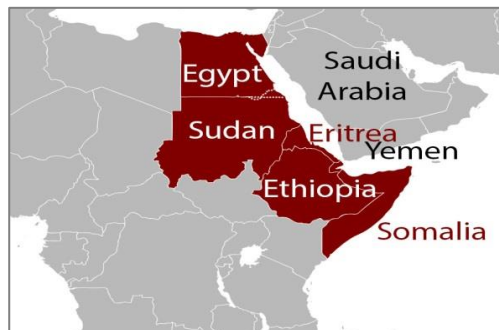 Egypt
Saudi
Arabia
Sudan
Eritrea
Yemen
Ethiopia
Somalia